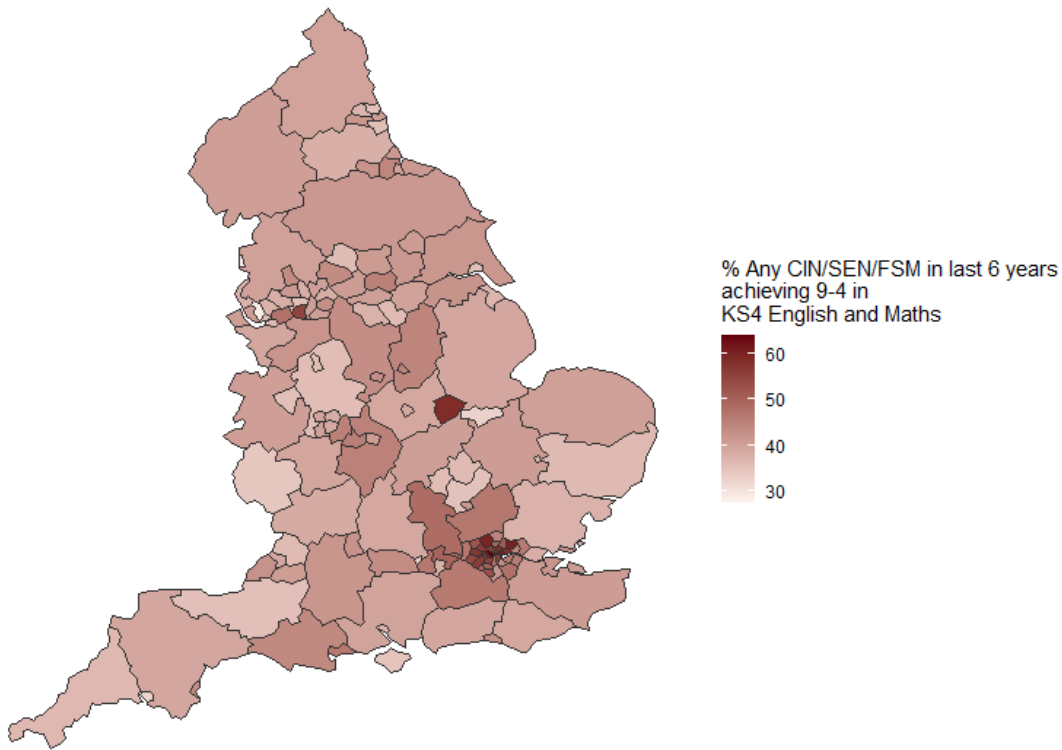 % Any CIN/SEN/FSM in last 6 years
achieving 9-4 in
KS4 English and Maths
60
50
40
30